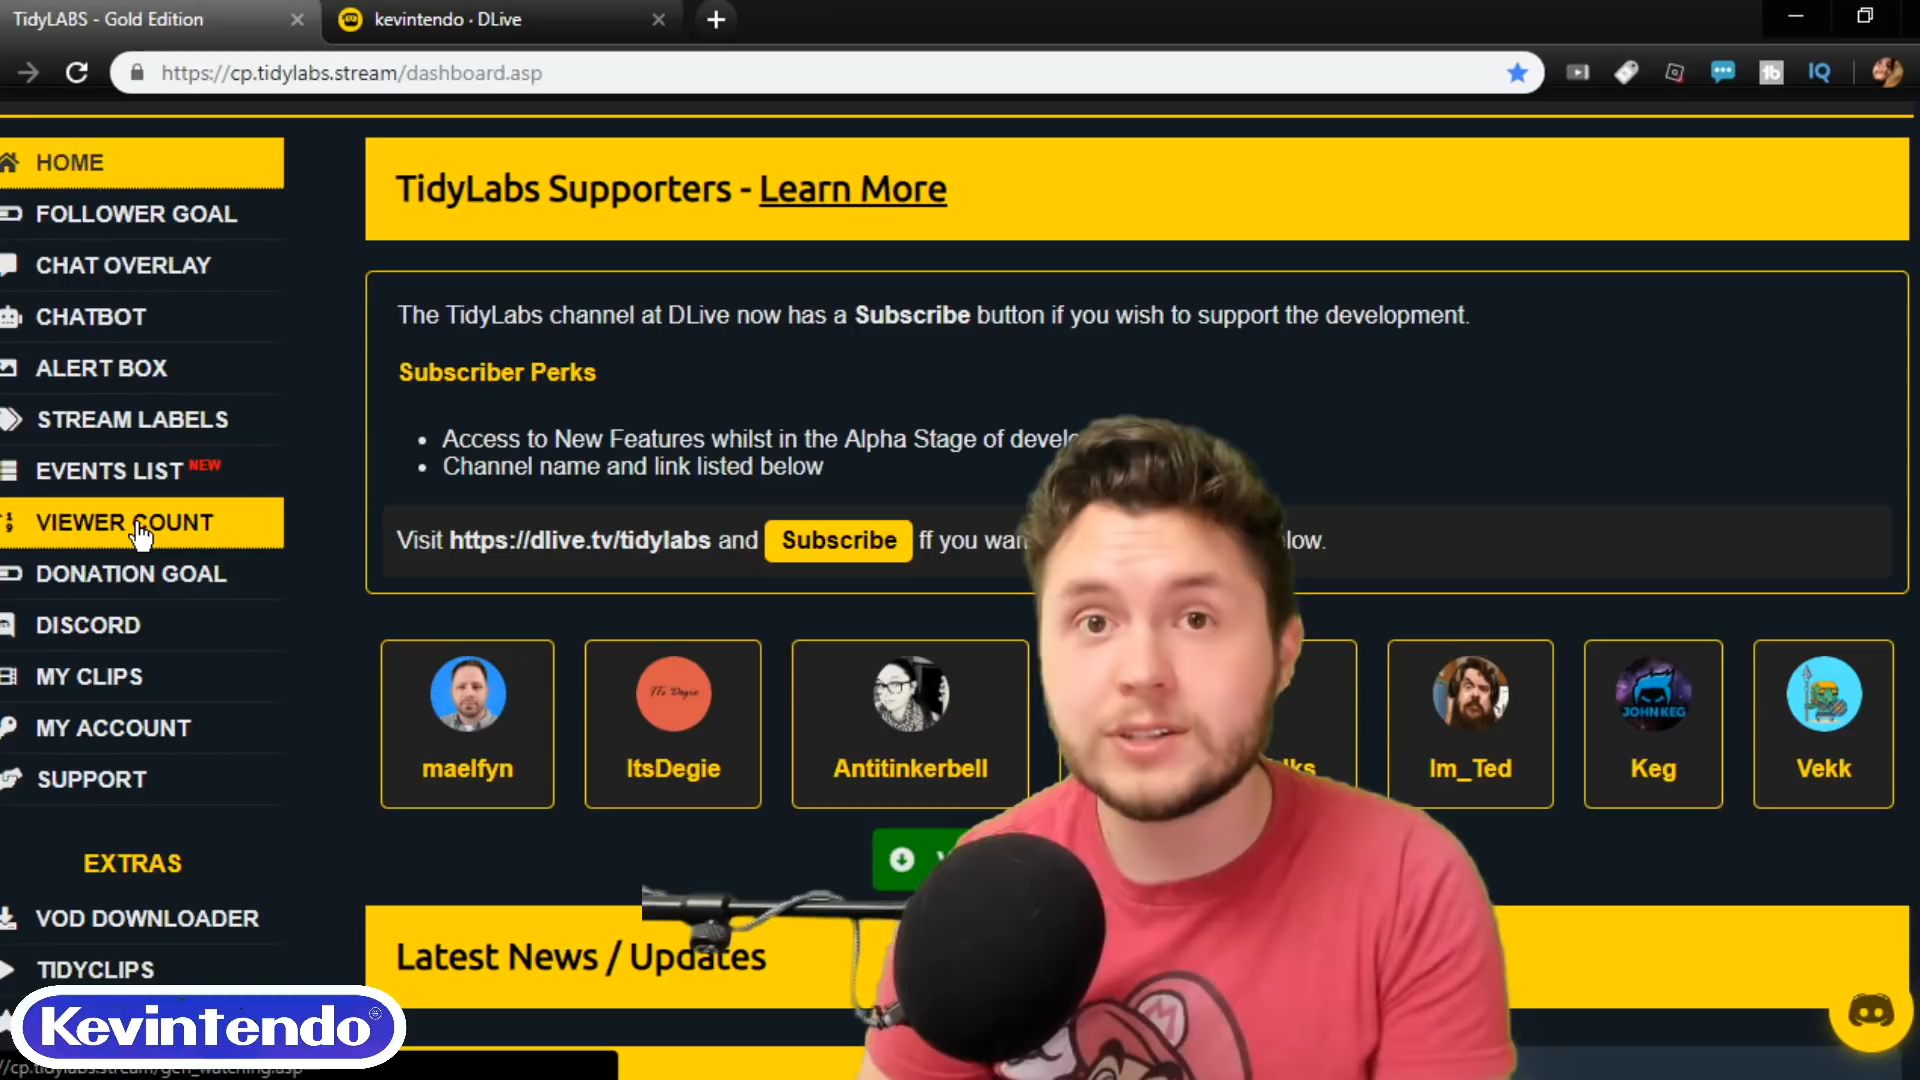 TidyLABS - Gold Edition
kevintendo · DLive
https://cp.tidylabs.stream/dashboard.asp
HOME
FOLLOWER GOAL
CHAT OVERLAY
CHATBOT
ALERT BOX
STREAM LABELS
EVENTS LIST NEW
VIEWER COUNT
DONATION GOAL
DISCORD
MY CLIPS
MY ACCOUNT
SUPPORT
EXTRAS
VOD DOWNLOADER
TIDYCLIPS
Kevintendo®
TidyLabs Supporters - Learn More
The TidyLabs channel at DLive now has a Subscribe button if you wish to support the development.
Subscriber Perks
• Access to New Features whilst in the Alpha Stage of
• Channel name and link listed below
Visit https://dlive.tv/tidylabs and Subscribe ff you
maelfyn
ItsDegie
Antitinkerbell
Im_Ted
JOHN KEG
Keg
Vekk
Latest News / Updates